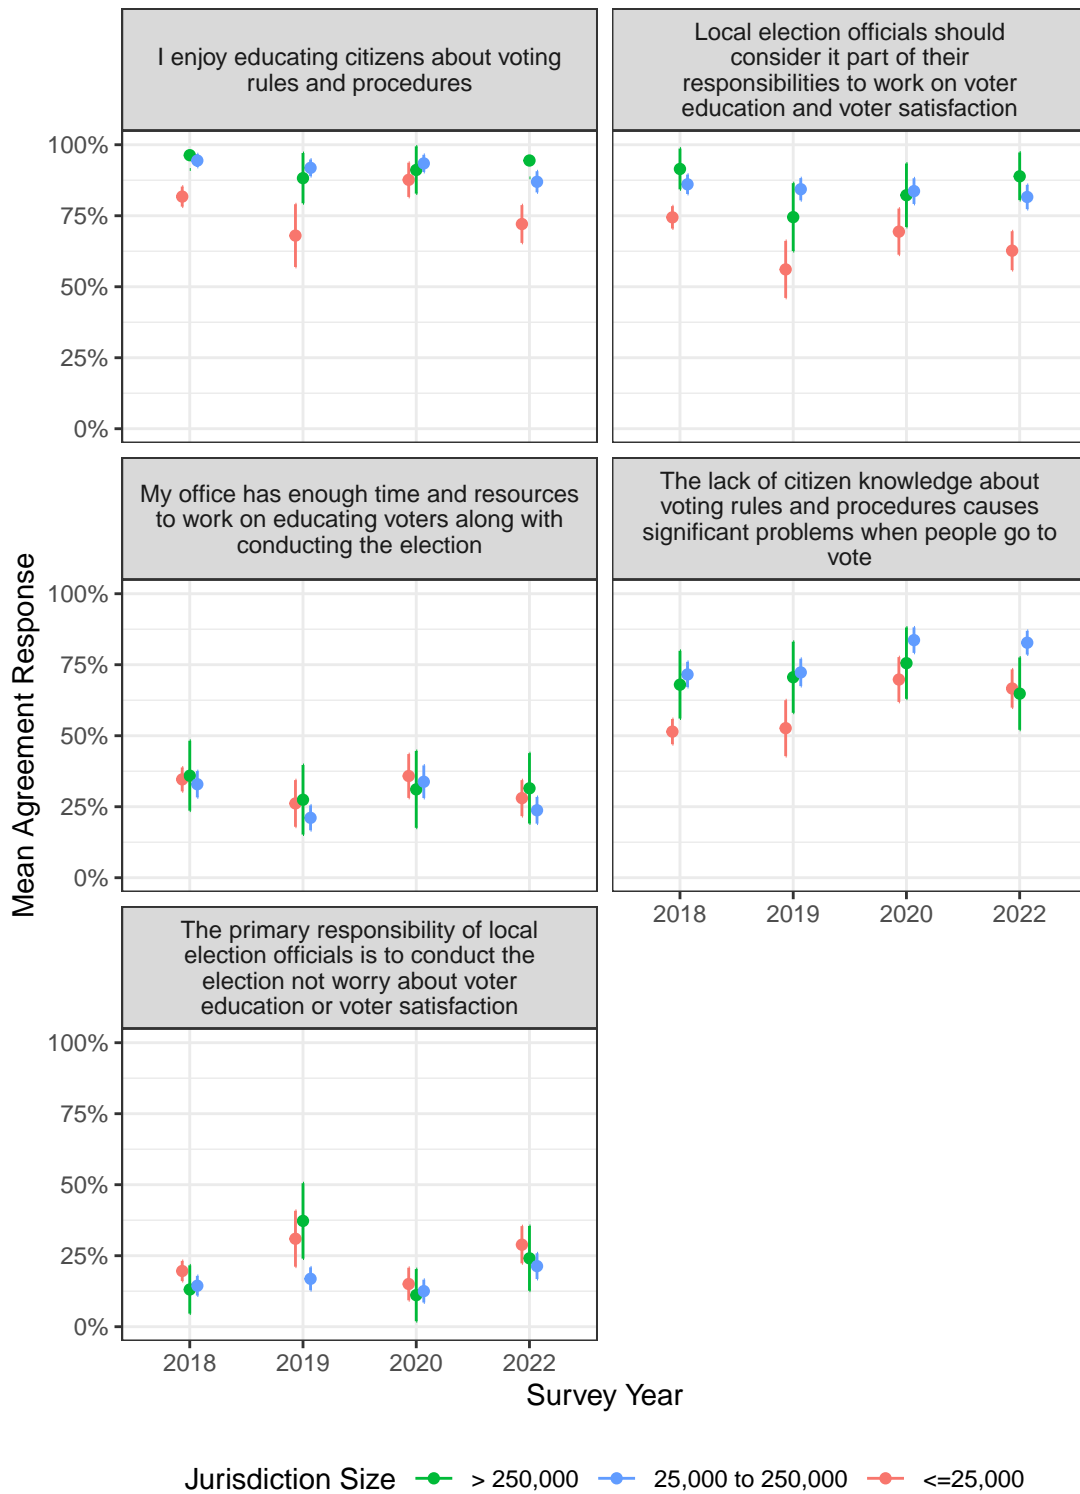 I enjoy educating citizens about voting
rules and procedures
Local election officials should
consider it part of their
responsibilities to work on voter
education and voter satisfaction
100%
75%
50%
25%
0%
My office has enough time and resources
to work on educating voters along with
conducting the election
The lack of citizen knowledge about
voting rules and procedures causes
significant problems when people go to
vote
100%
75%
50%
25%
0%
2018 2019 2020 2022
Mean Agreement Response
The primary responsibility of local
election officials is to conduct the
election not worry about voter
education or voter satisfaction
100%
75%
50%
25%
0%
2018 2019 2020 2022
Survey Year
Jurisdiction Size > 250,000 25,000 to 250,000 <=25,000